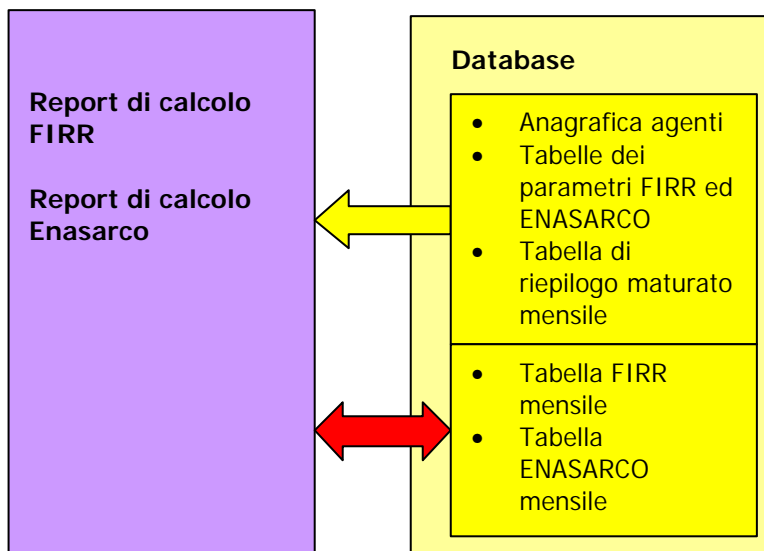 Report di calcolo
FIRR
Report di calcolo
Enasarco
Database
• Anagrafica agenti
• Tabelle dei
parametri FIRR ed
ENASARCO
• Tabella di
riepilogo maturato
mensile
• Tabella FIRR
mensile
• Tabella
ENASARCO
mensile